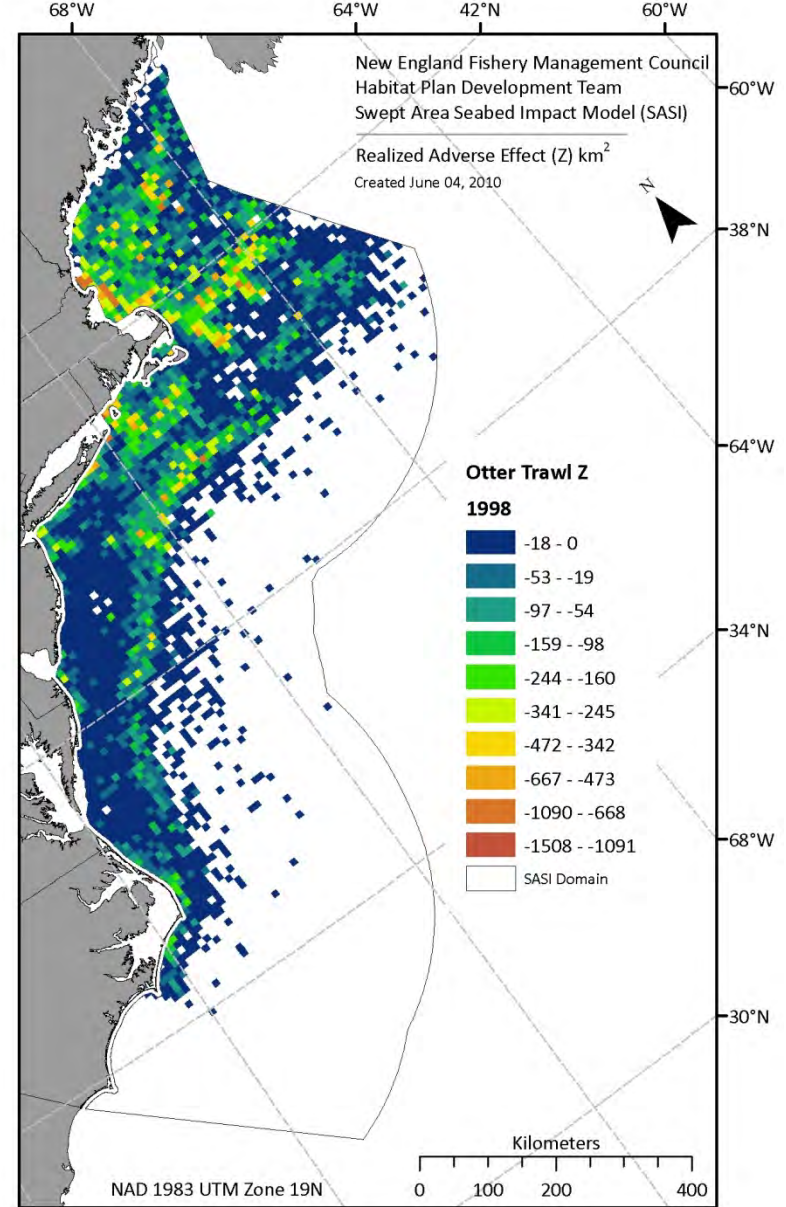 68°W 64°W 42°N 60°W
New England Fishery Management Council
Habitat Plan Development Team
Swept Area Seabed Impact Model (SASI)
Realized Adverse Effect (Z) km²
Created June 04, 2010
N
60°W
38°N
64°W
34°N
68°W
30°N
Otter Trawl Z
1998
-18 - 0
-53 - -19
-97 - -54
-159 - -98
-244 - -160
-341 - -245
-472 - -342
-667 - -473
-1090 - -668
-1508 - -1091
SASI Domain
Kilometers
0 100 200 300 400
NAD 1983 UTM Zone 19N